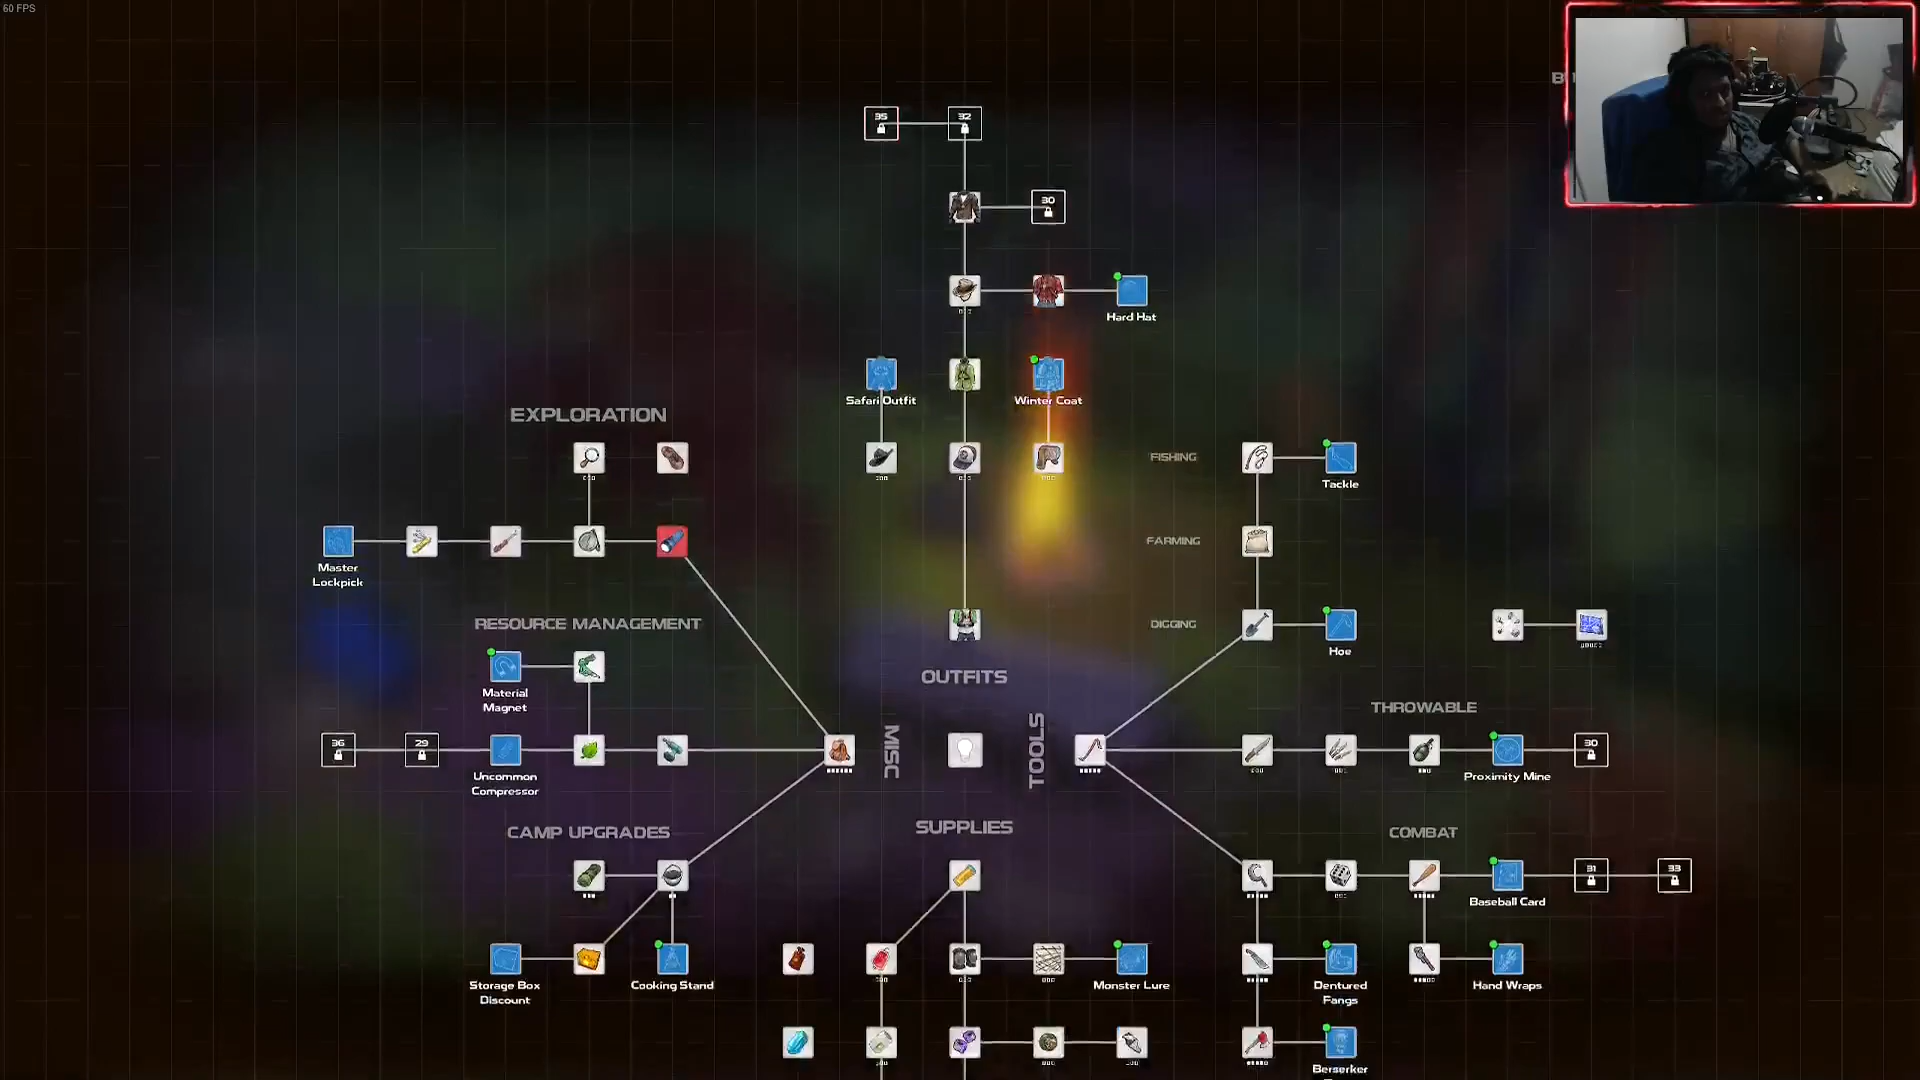 60 FPS
35
32
30
Hard Hat
Safari Outfit
Winter Coat
EXPLORATION
FISHING
Tackle
FARMING
Master
Lockpick
RESOURCE MANAGEMENT
DIGGING
Hoe
Material
Magnet
OUTFITS
THROWABLE
36
29
MISC
TOOLS
30
Uncommon
Compressor
Proximity Mine
CAMP UPGRADES
SUPPLIES
COMBAT
31
33
Baseball Card
Storage Box
Discount
Cooking Stand
Monster Lure
Dentured
Fangs
Hand Wraps
Berserker